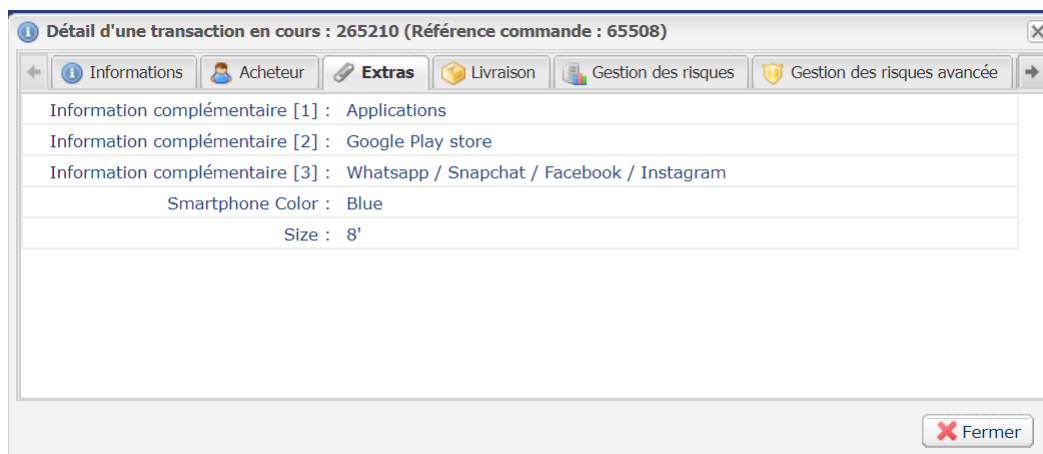 Détail d'une transaction en cours : 265210 (Référence commande : 65508)
Informations Acheteur Extras Livraison Gestion des risques Gestion des risques avancée
Information complémentaire [1] : Applications
Information complémentaire [2] : Google Play store
Information complémentaire [3] : Whatsapp / Snapchat / Facebook / Instagram
Smartphone Color : Blue
Size : 8'
Fermer